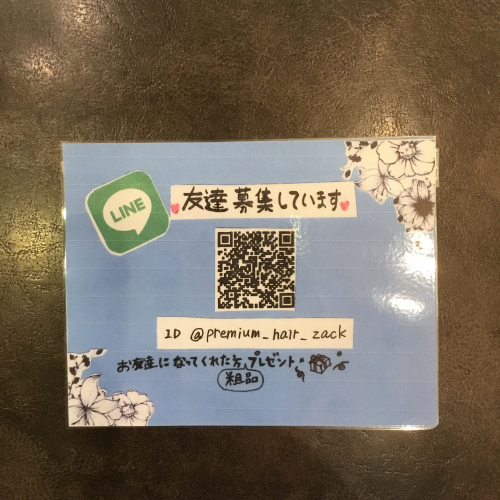 LINE
友達募集しています
ID @premium_hair_zack
お友達になってくれた方、プレゼント
粗品